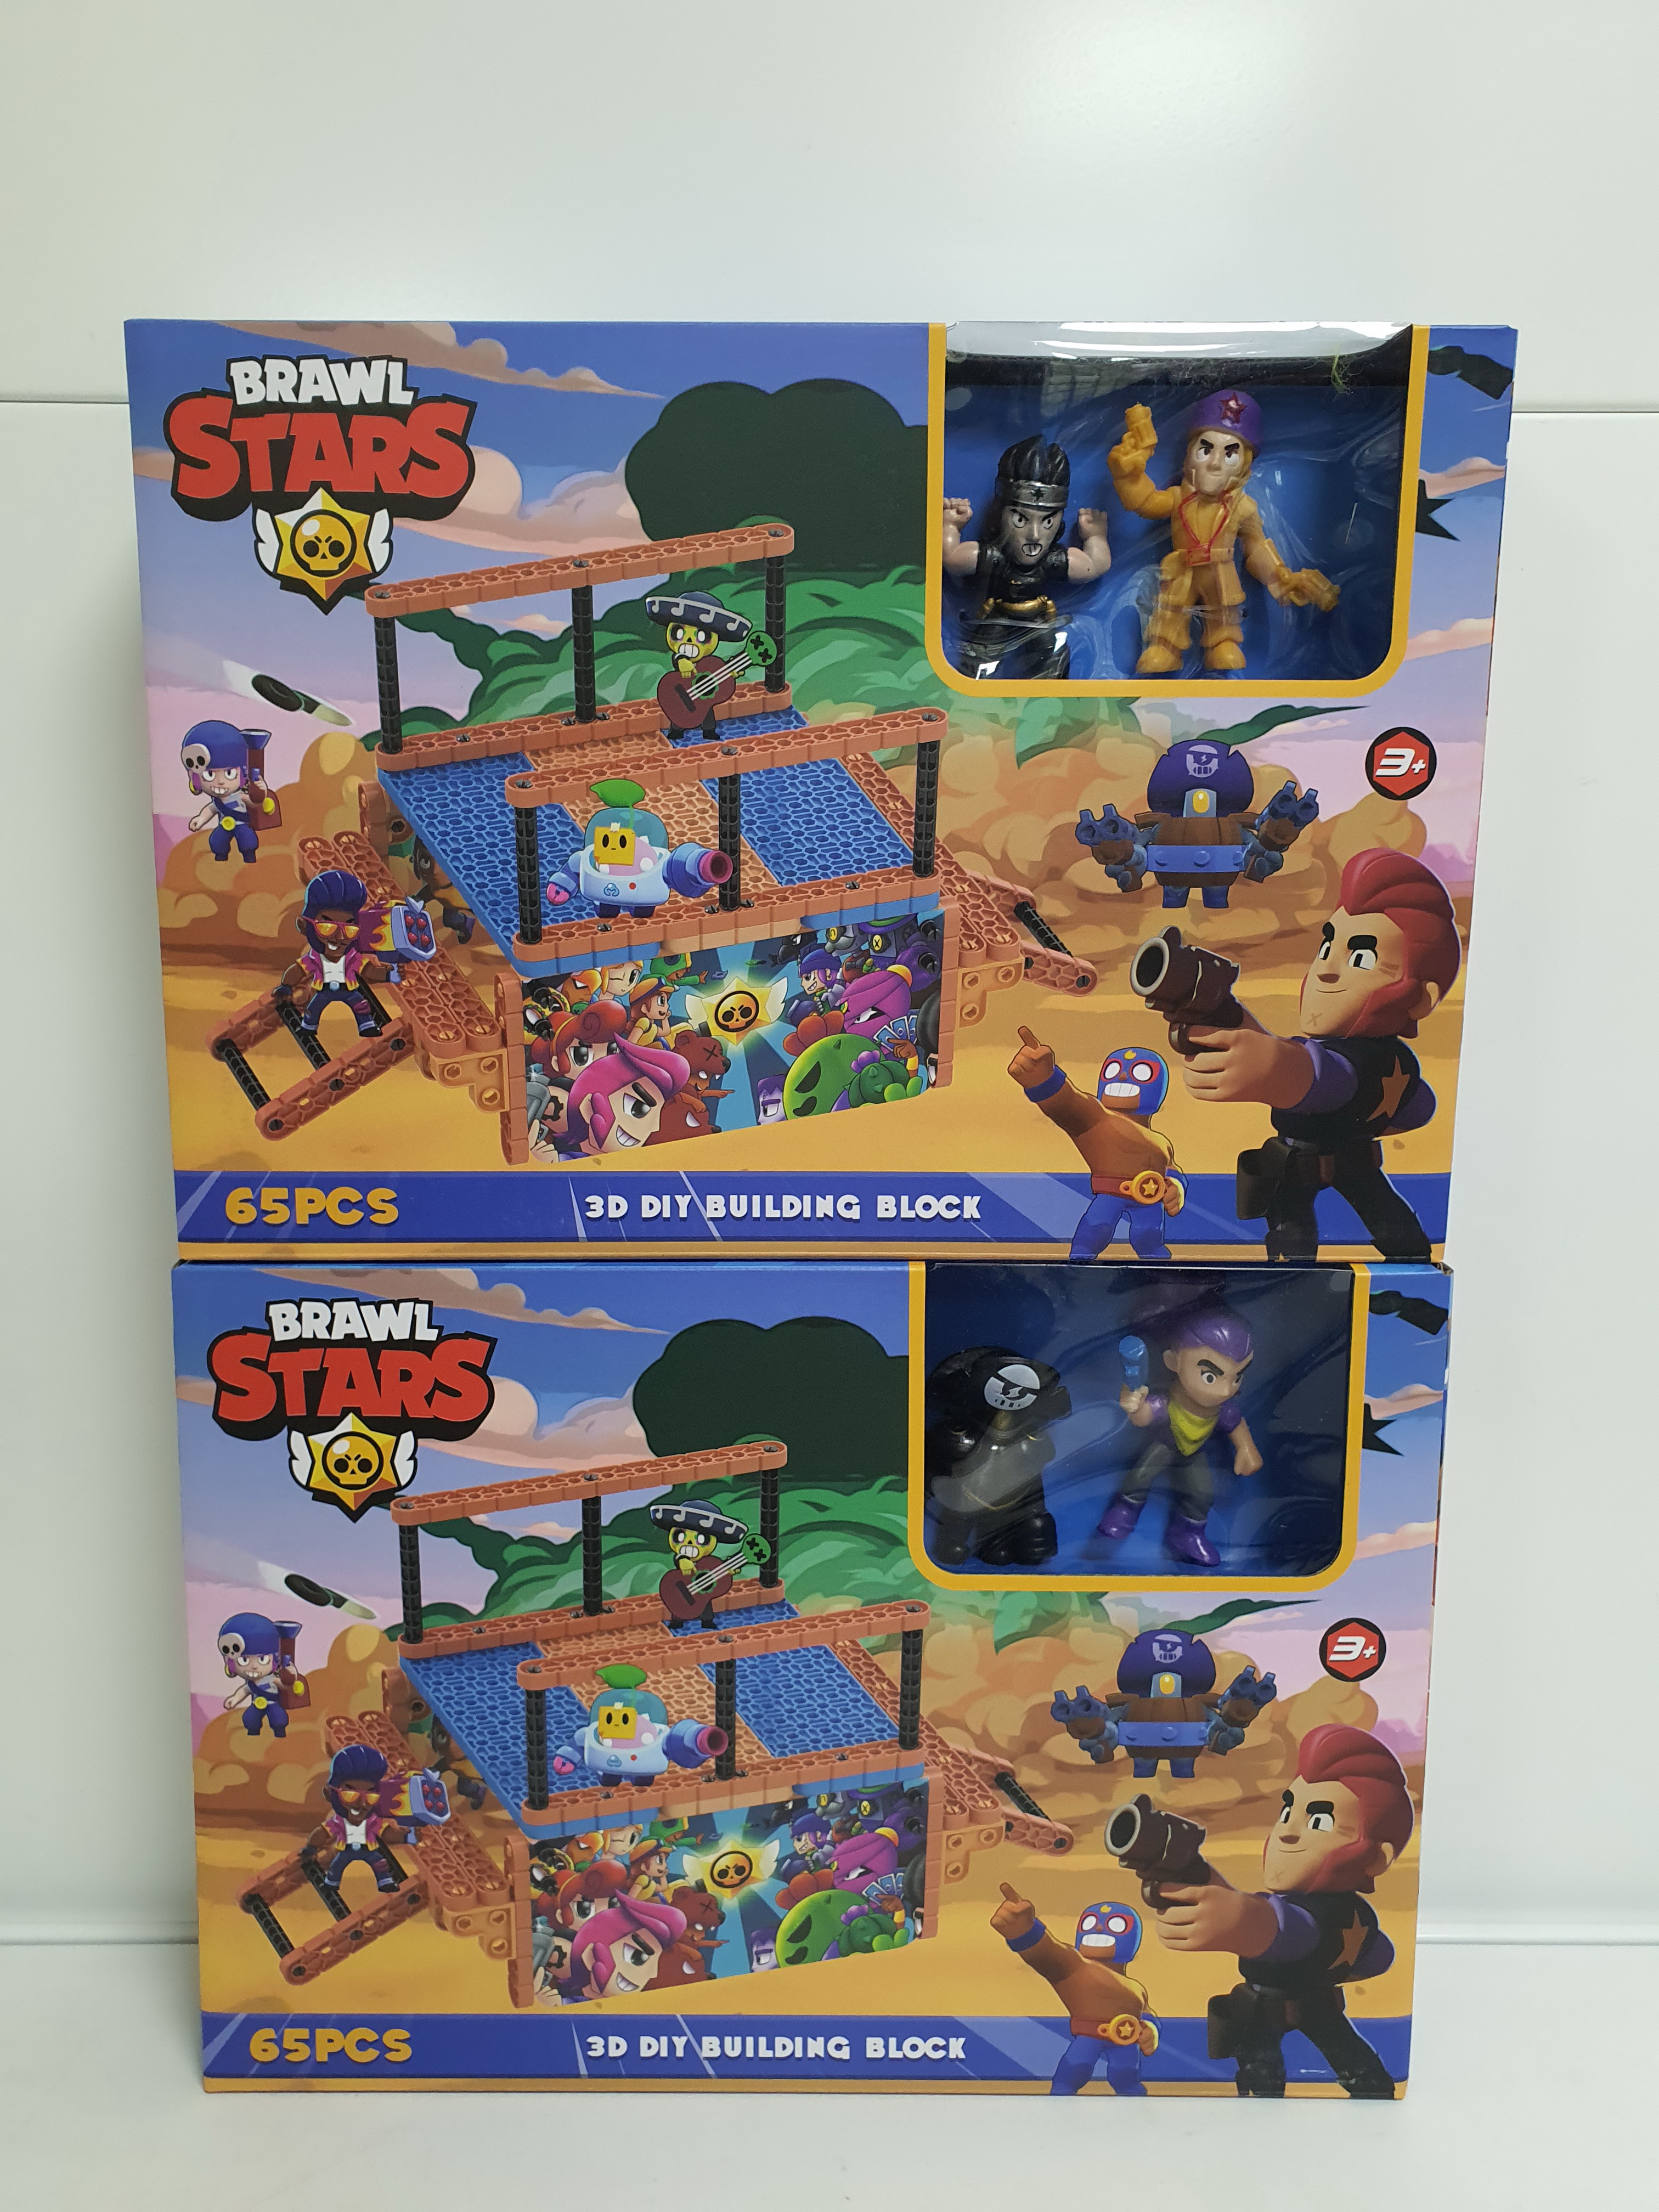 BRAWL
STARS
3+
65PCS
3D DIY BUILDING BLOCK
BRAWL
STARS
3+
65PCS
3D DIY BUILDING BLOCK